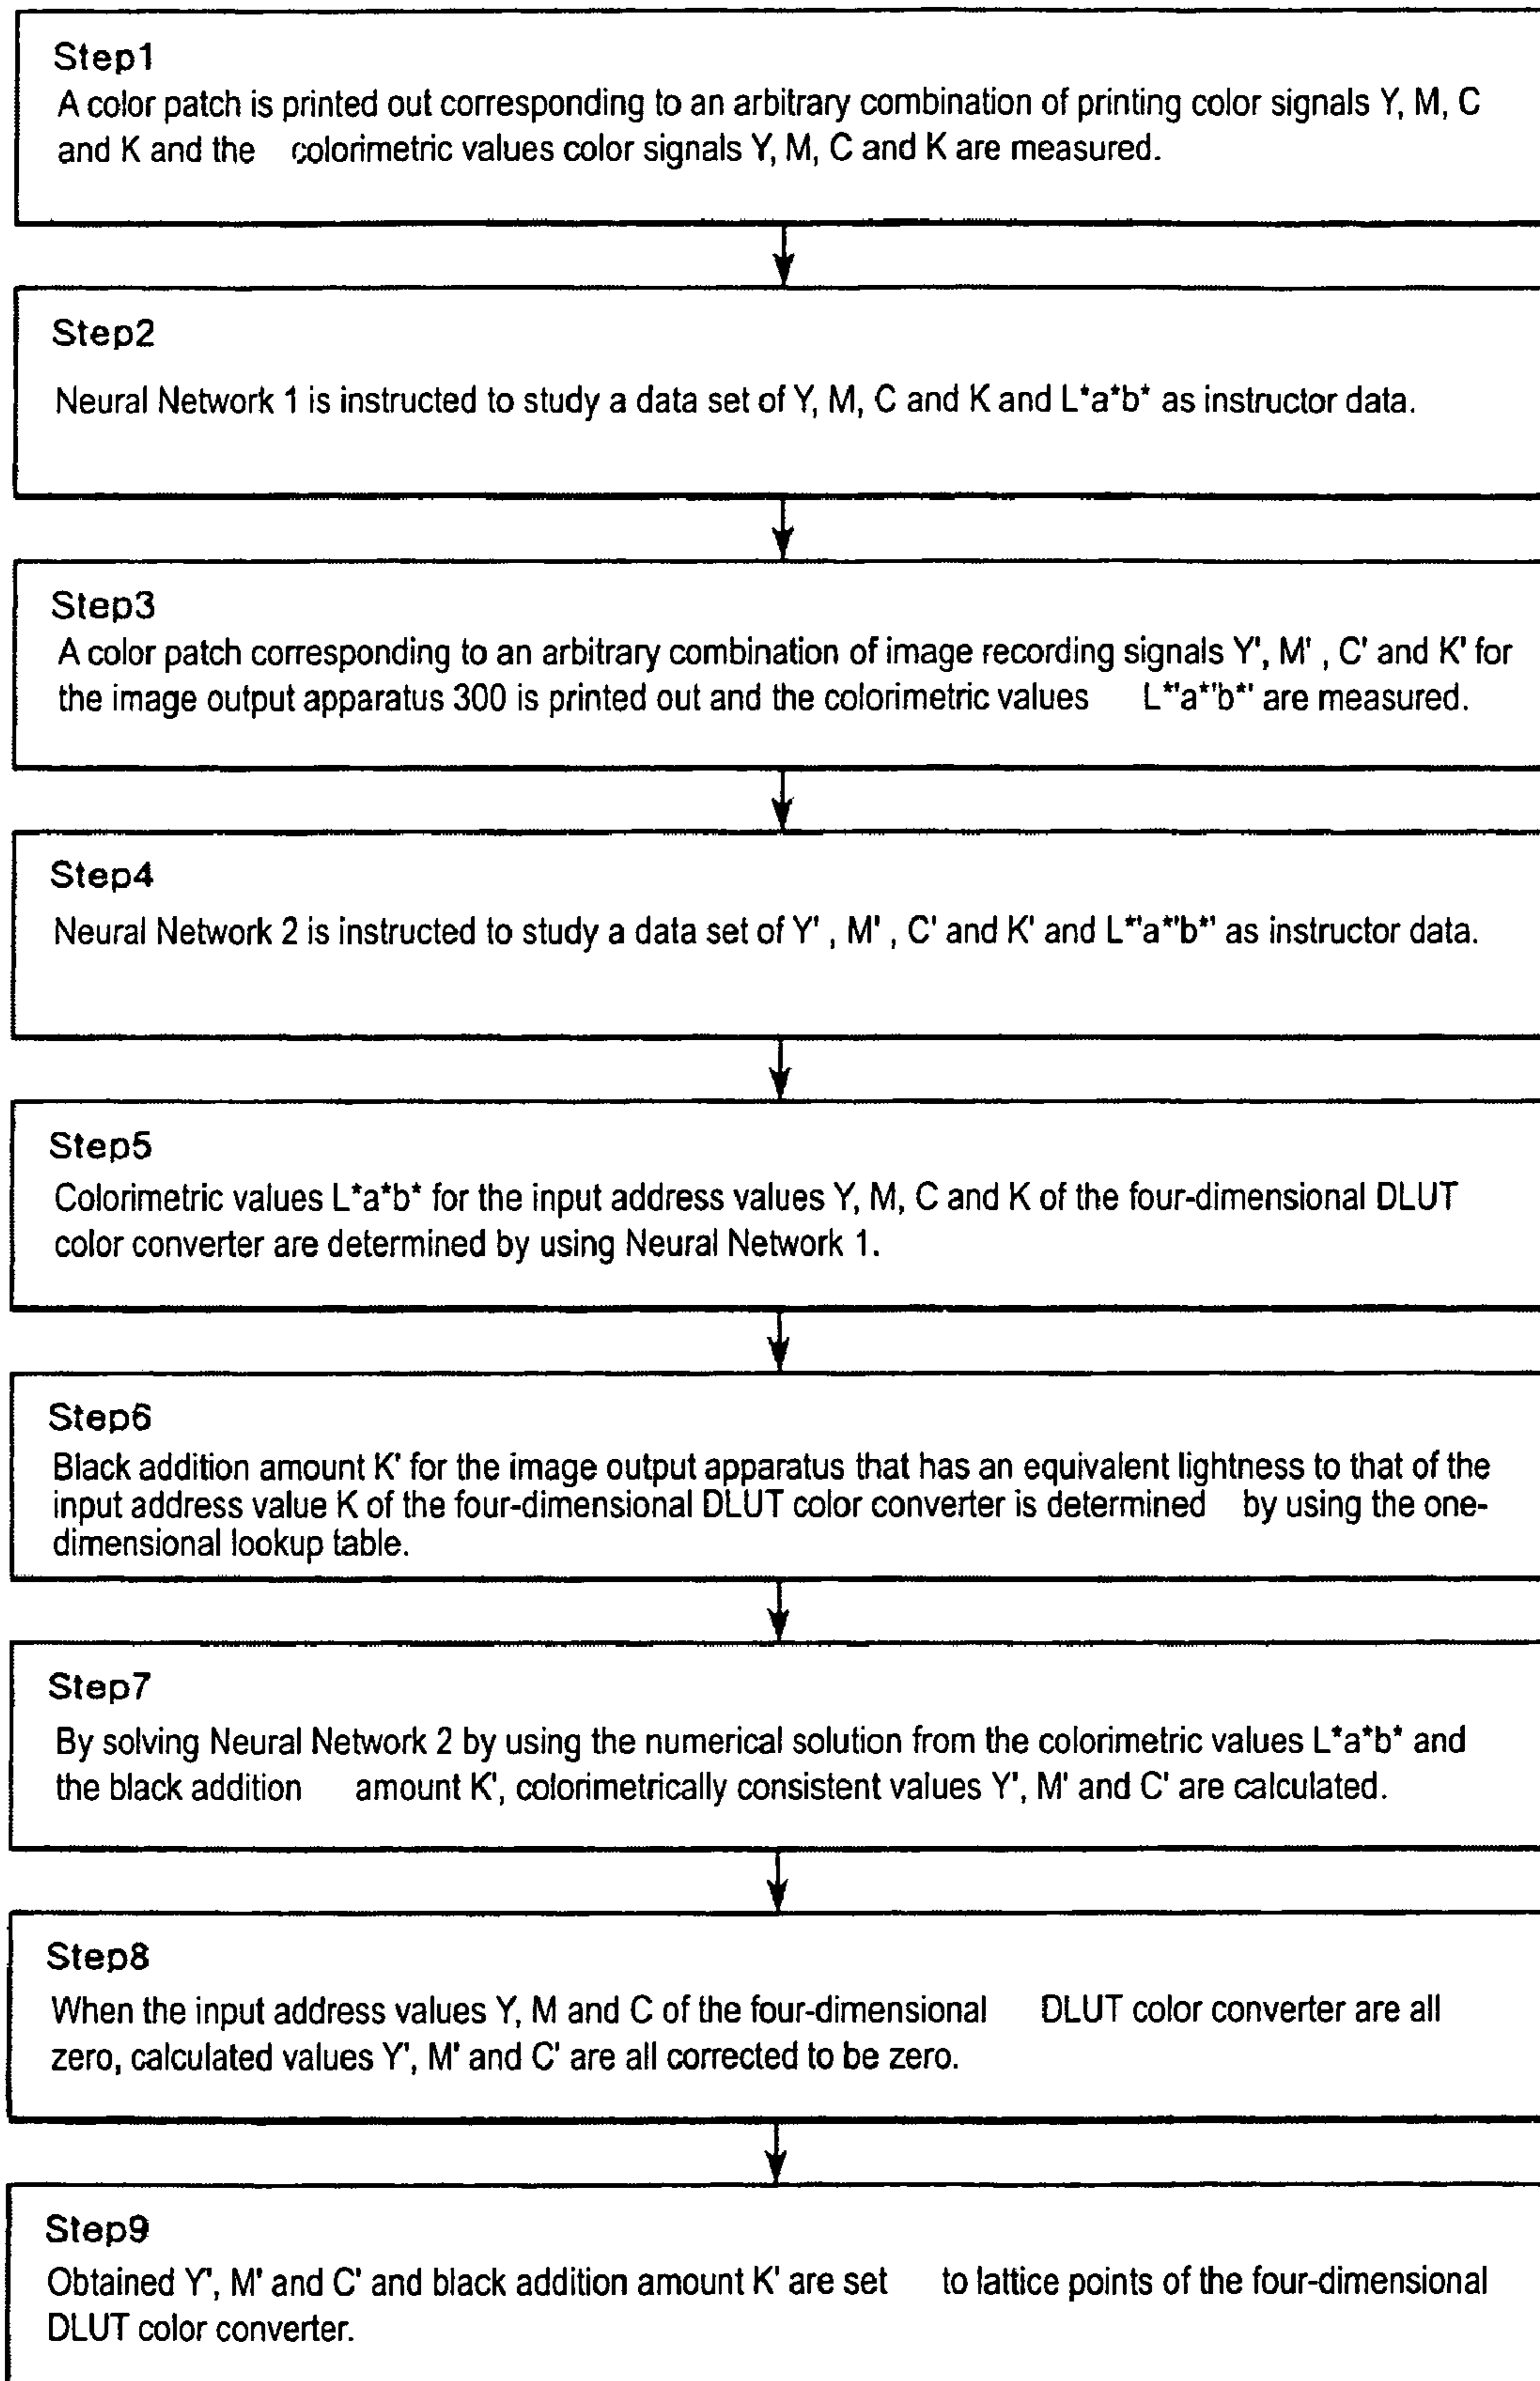 Step1
A color patch is printed out corresponding to an arbitrary combination of printing color signals Y, M, C
and K and the colorimetric values color signals Y, M, C and K are measured.
Step2
Neural Network 1 is instructed to study a data set of Y, M, C and K and L*a*b* as instructor data.
Step3
A color patch corresponding to an arbitrary combination of image recording signals Y', M' , C' and K' for
the image output apparatus 300 is printed out and the colorimetric values L*'a*'b*' are measured.
Step4
Neural Network 2 is instructed to study a data set of Y' , M' , C' and K' and L*'a*'b*' as instructor data.
Step5
Colorimetric values L*a*b* for the input address values Y, M, C and K of the four-dimensional DLUT
color converter are determined by using Neural Network 1.
Step6
Black addition amount K' for the image output apparatus that has an equivalent lightness to that of the
input address value K of the four-dimensional DLUT color converter is determined by using the one-
dimensional lookup table.
Step7
By solving Neural Network 2 by using the numerical solution from the colorimetric values L*a*b* and
the black addition amount K', colorimetrically consistent values Y', M' and C' are calculated.
Step8
When the input address values Y, M and C of the four-dimensional DLUT color converter are all
zero, calculated values Y', M' and C' are all corrected to be zero.
Step9
Obtained Y', M' and C' and black addition amount K' are set to lattice points of the four-dimensional
DLUT color converter.